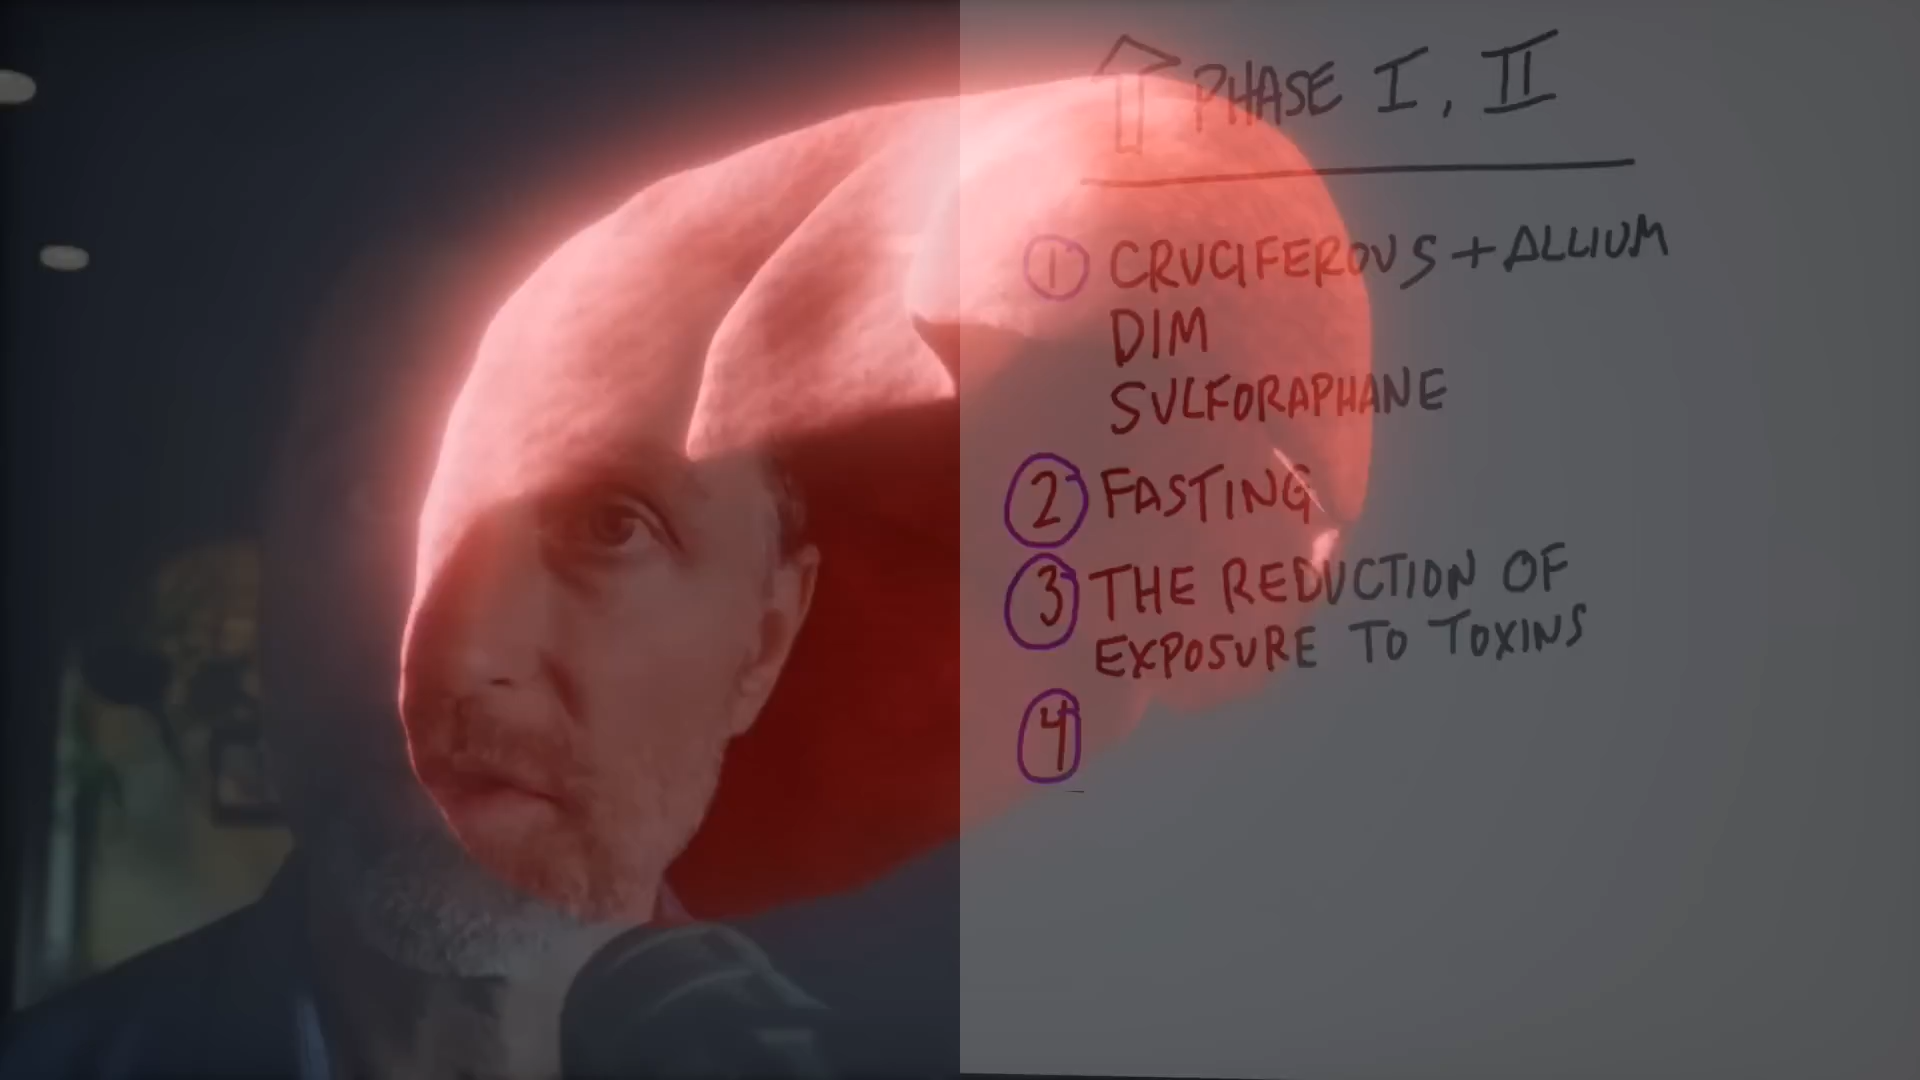 PHASE I, II
1 CRUCIFEROUS + ALLIUM
DIM
SULFORAPHANE
2 FASTING
3 THE REDUCTION OF
EXPOSURE TO TOXINS
4